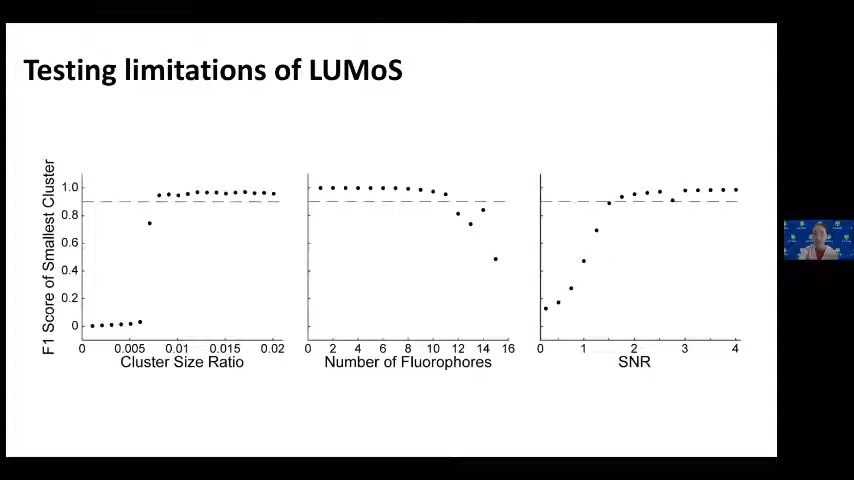 Testing limitations of LUMoS
F1 Score of Smallest Cluster
1.0
0.8
0.6
0.4
0.2
0
0 0.005 0.01 0.015 0.02
Cluster Size Ratio
0 2 4 6 8 10 12 14 16
Number of Fluorophores
0 1 2 3 4
SNR